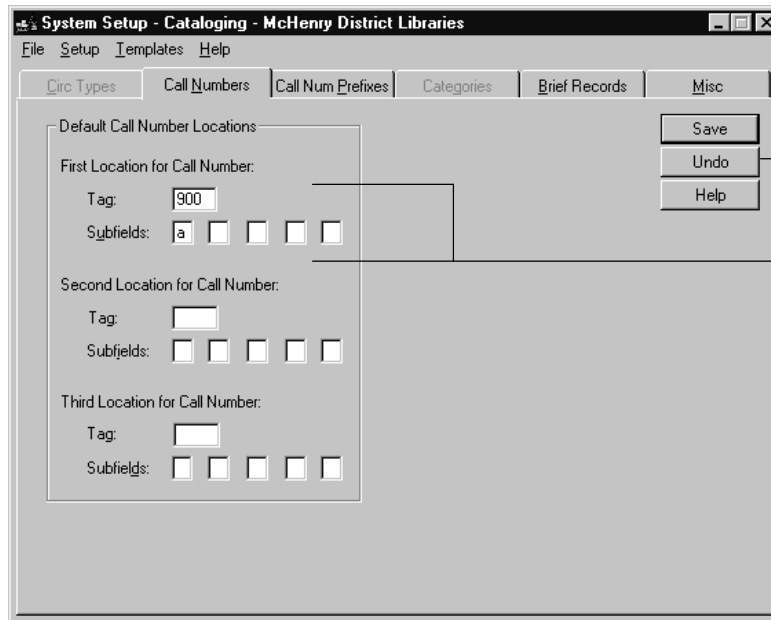 System Setup - Cataloging - McHenry District Libraries
File Setup Templates Help
Circ Types Call Numbers Call Num Prefixes Categories Brief Records Misc
Default Call Number Locations
Save
First Location for Call Number:
Undo
Tag: 900
Help
Subfields: a
Second Location for Call Number:
Tag:
Subfields:
Third Location for Call Number:
Tag:
Subfields: